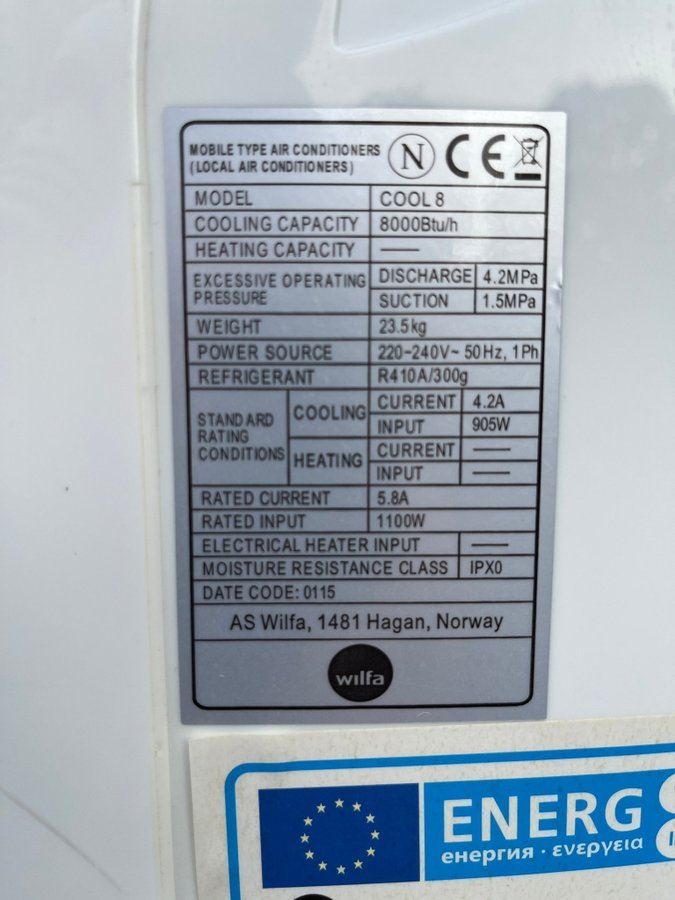 MOBILE TYPE AIR CONDITIONERS
(LOCAL AIR CONDITIONERS)
N CE
MODEL COOL 8
COOLING CAPACITY 8000Btu/h
HEATING CAPACITY —
EXCESSIVE OPERATING PRESSURE DISCHARGE 4.2MPa
SUCTION 1.5MPa
WEIGHT 23.5kg
POWER SOURCE 220-240V~ 50Hz, 1Ph
REFRIGERANT R410A/300g
STANDARD RATING CONDITIONS COOLING CURRENT 4.2A
INPUT 905W
HEATING CURRENT —
INPUT —
RATED CURRENT 5.8A
RATED INPUT 1100W
ELECTRICAL HEATER INPUT —
MOISTURE RESISTANCE CLASS IPX0
DATE CODE: 0115
AS Wilfa, 1481 Hagan, Norway
wilfa
ENERG
енергия · ενεργεια